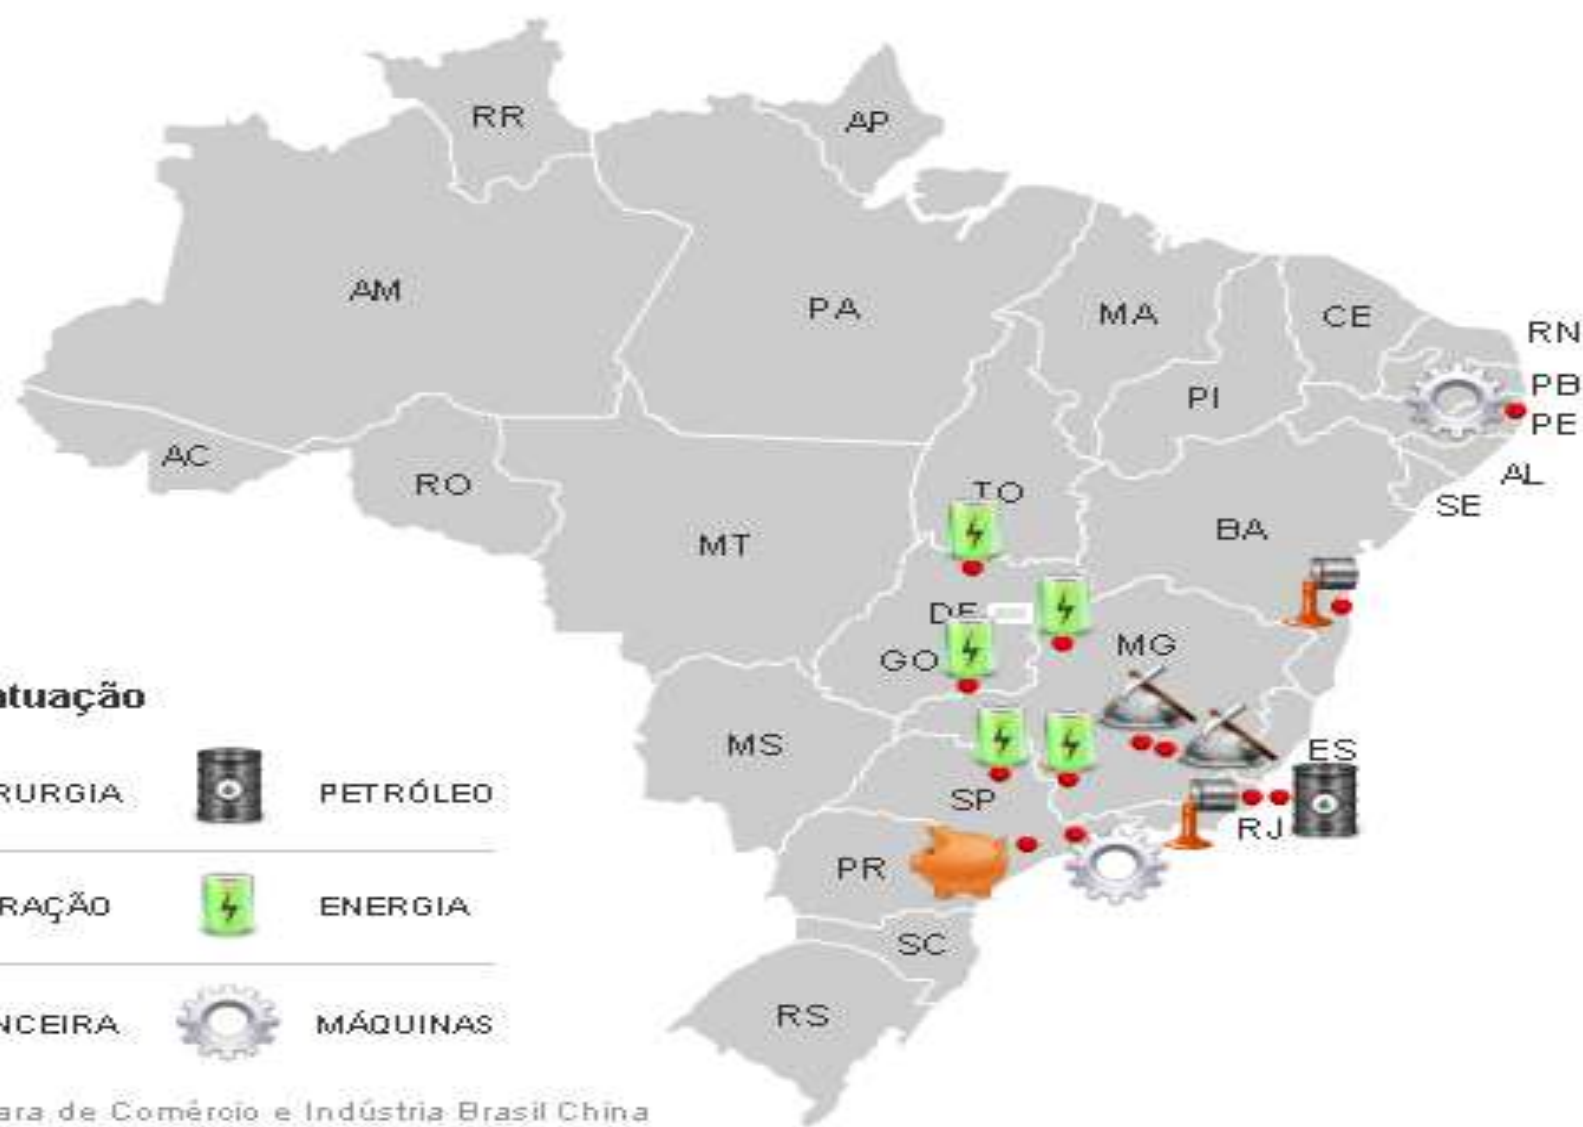 RR
AP
AM
PA
MA
CE
RN
PB
PE
PI
AL
SE
AC
RO
TO
BA
MT
DF
GO
MG
MS
ES
SP
RJ
PR
SC
RS
tuação
RURGIA PETRÓLEO
RAÇÃO ENERGIA
NCEIRA MÁQUINAS
ara de Comércio e Indústria Brasil China